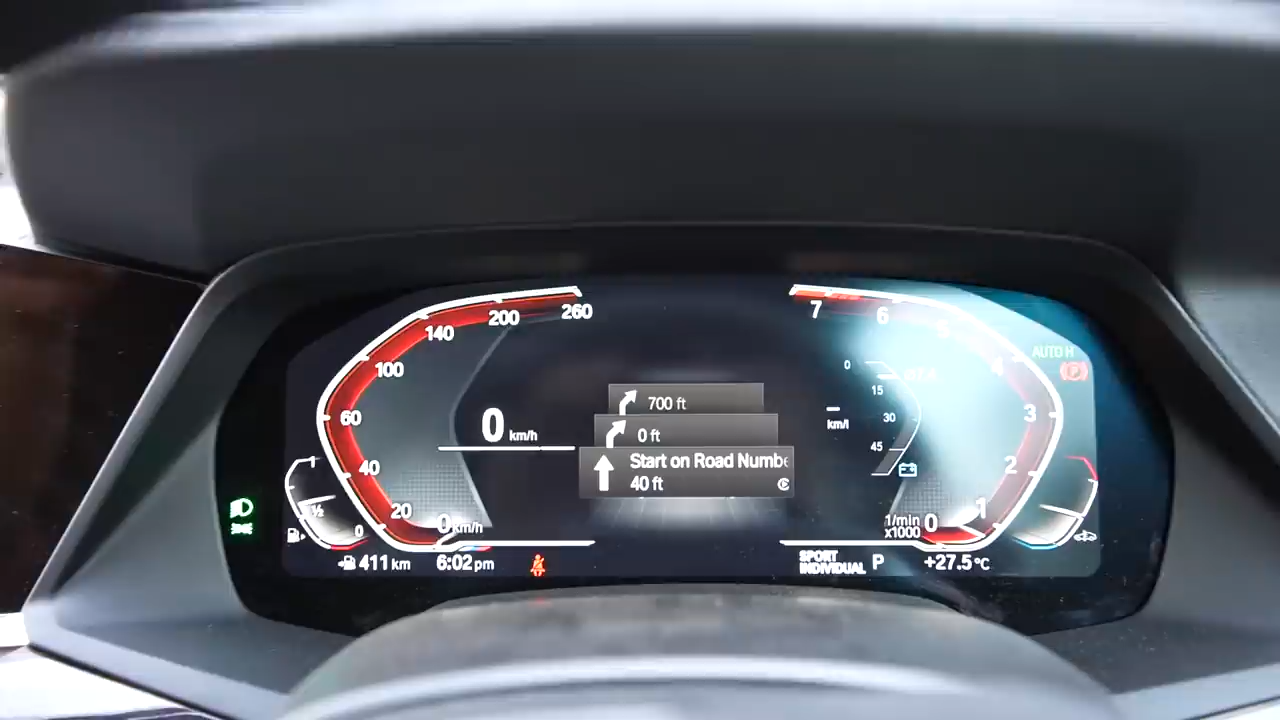 260
200
140
100
60
40
20
0 km/h
0 km/h
1
½
0
411 km
6:02 pm
700 ft
0 ft
Start on Road Numbe
40 ft
7
6
5
4
3
2
1
0
1/min
x1000
0
15
30
45
km/l
AUTO H
P
SPORT
INDIVIDUAL
P
+27.5 °C